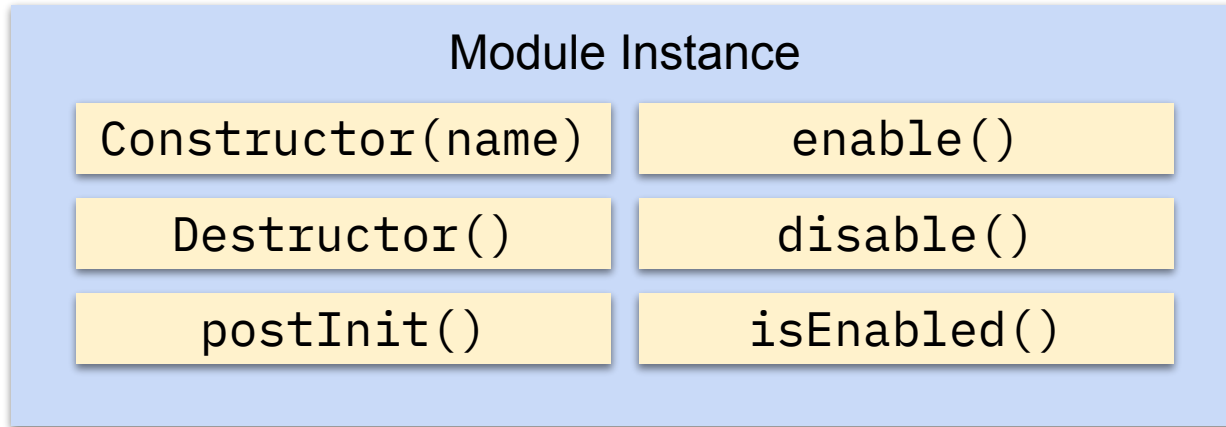 Module Instance
Constructor(name)
enable()
Destructor()
disable()
postInit()
isEnabled()